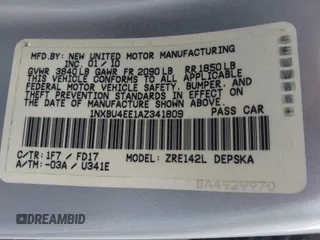 MFD.BY: NEW UNITED MOTOR MANUFACTURING
INC. 01/10
GVWR 3840LB GAWR FR 2090LB RR 1850LB
THIS VEHICLE CONFORMS TO ALL APPLICABLE
FEDERAL MOTOR VEHICLE SAFETY, BUMPER, AND
THEFT PREVENTION STANDARDS IN EFFECT ON
THE DATE OF MANUFACTURE SHOWN ABOVE.
1NXBU4EE1AZ341809 PASS CAR
C/TR: 1F7 / FD17 MODEL: ZRE142L DEPSKA
A/TM: -03A / U341E
BA4929970
DREAMBID